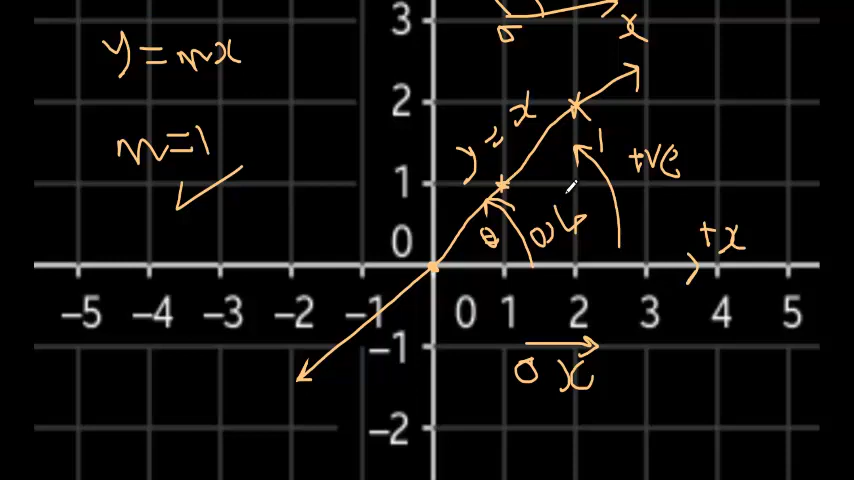 3
O x
y = mx
2
y = x
m = 1
1 +ve
1
0 θ +x
-5 -4 -3 -2 -1 0 1 2 3 4 5
-1
O X
-2